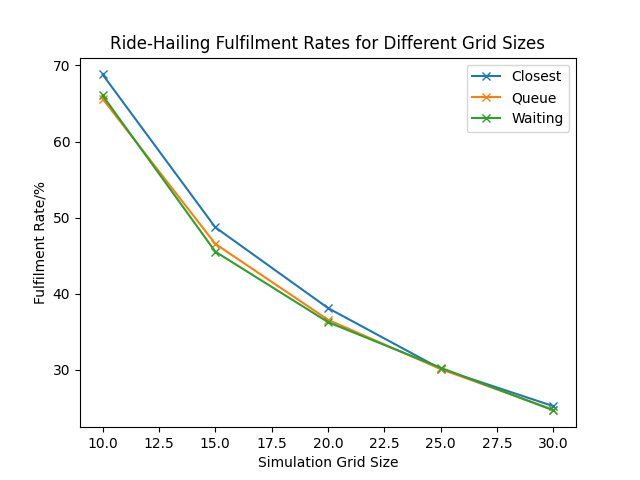 Ride-Hailing Fulfilment Rates for Different Grid Sizes
Closest
Queue
Waiting
Fulfilment Rate/%
70
60
50
40
30
10.0 12.5 15.0 17.5 20.0 22.5 25.0 27.5 30.0
Simulation Grid Size